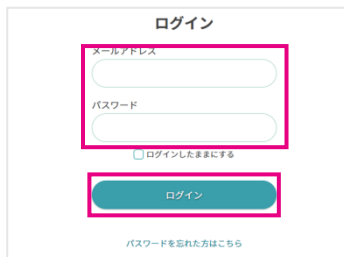 ログイン
メールアドレス
パスワード
ログインしたままにする
ログイン
パスワードを忘れた方はこちら